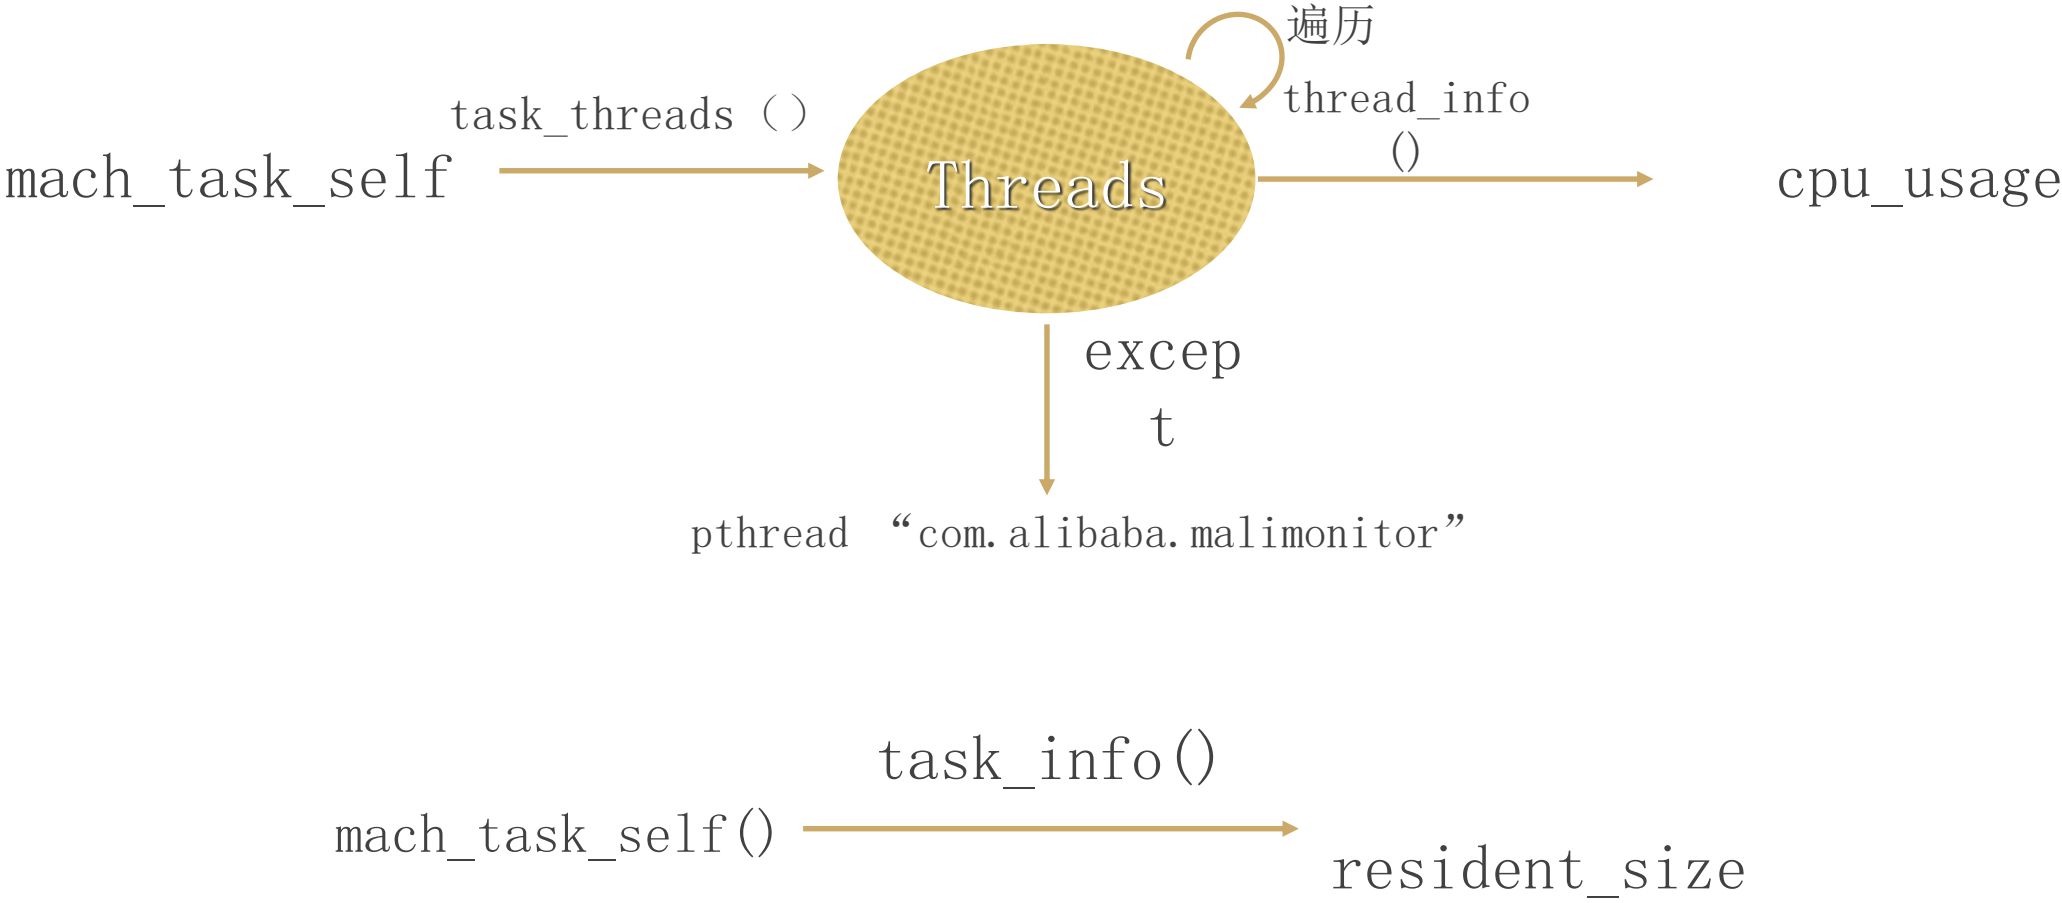 遍历
task_threads（）
thread_info
()
mach_task_self
Threads
cpu_usage
excep
t
pthread “com.alibaba.malimonitor”
task_info()
mach_task_self()
resident_size